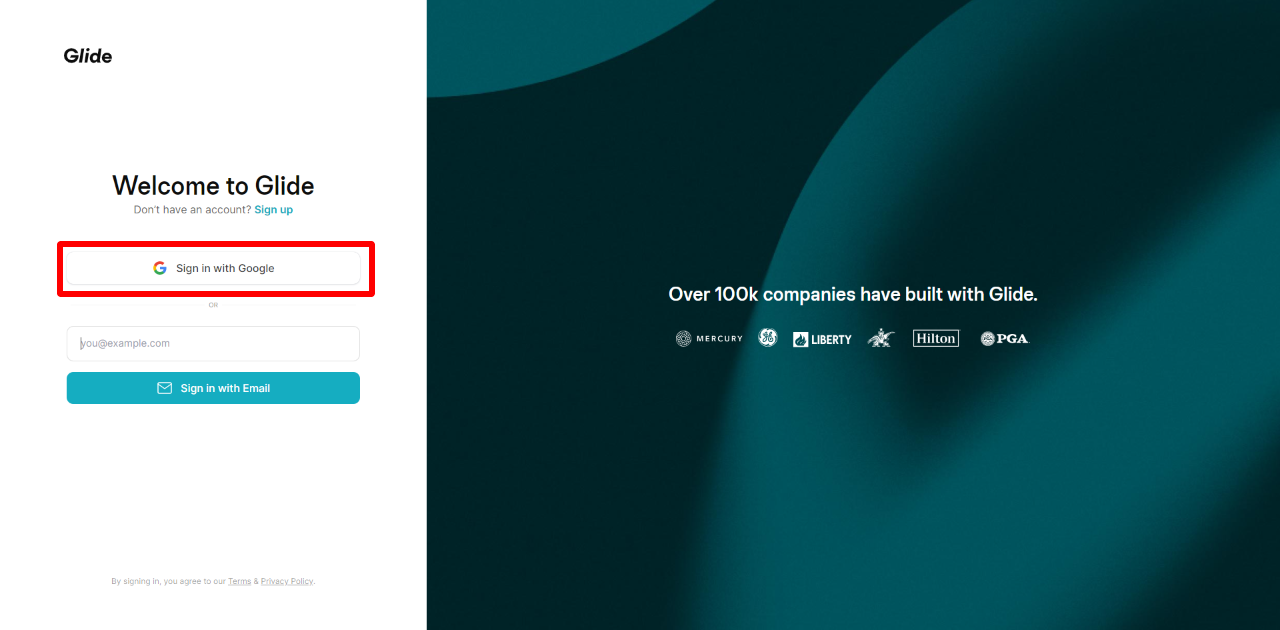 Glide
Welcome to Glide
Don't have an account? Sign up
Sign in with Google
OR
you@example.com
Sign in with Email
By signing in, you agree to our Terms & Privacy Policy.
Over 100k companies have built with Glide.
MERCURY GE LIBERTY Hilton PGA